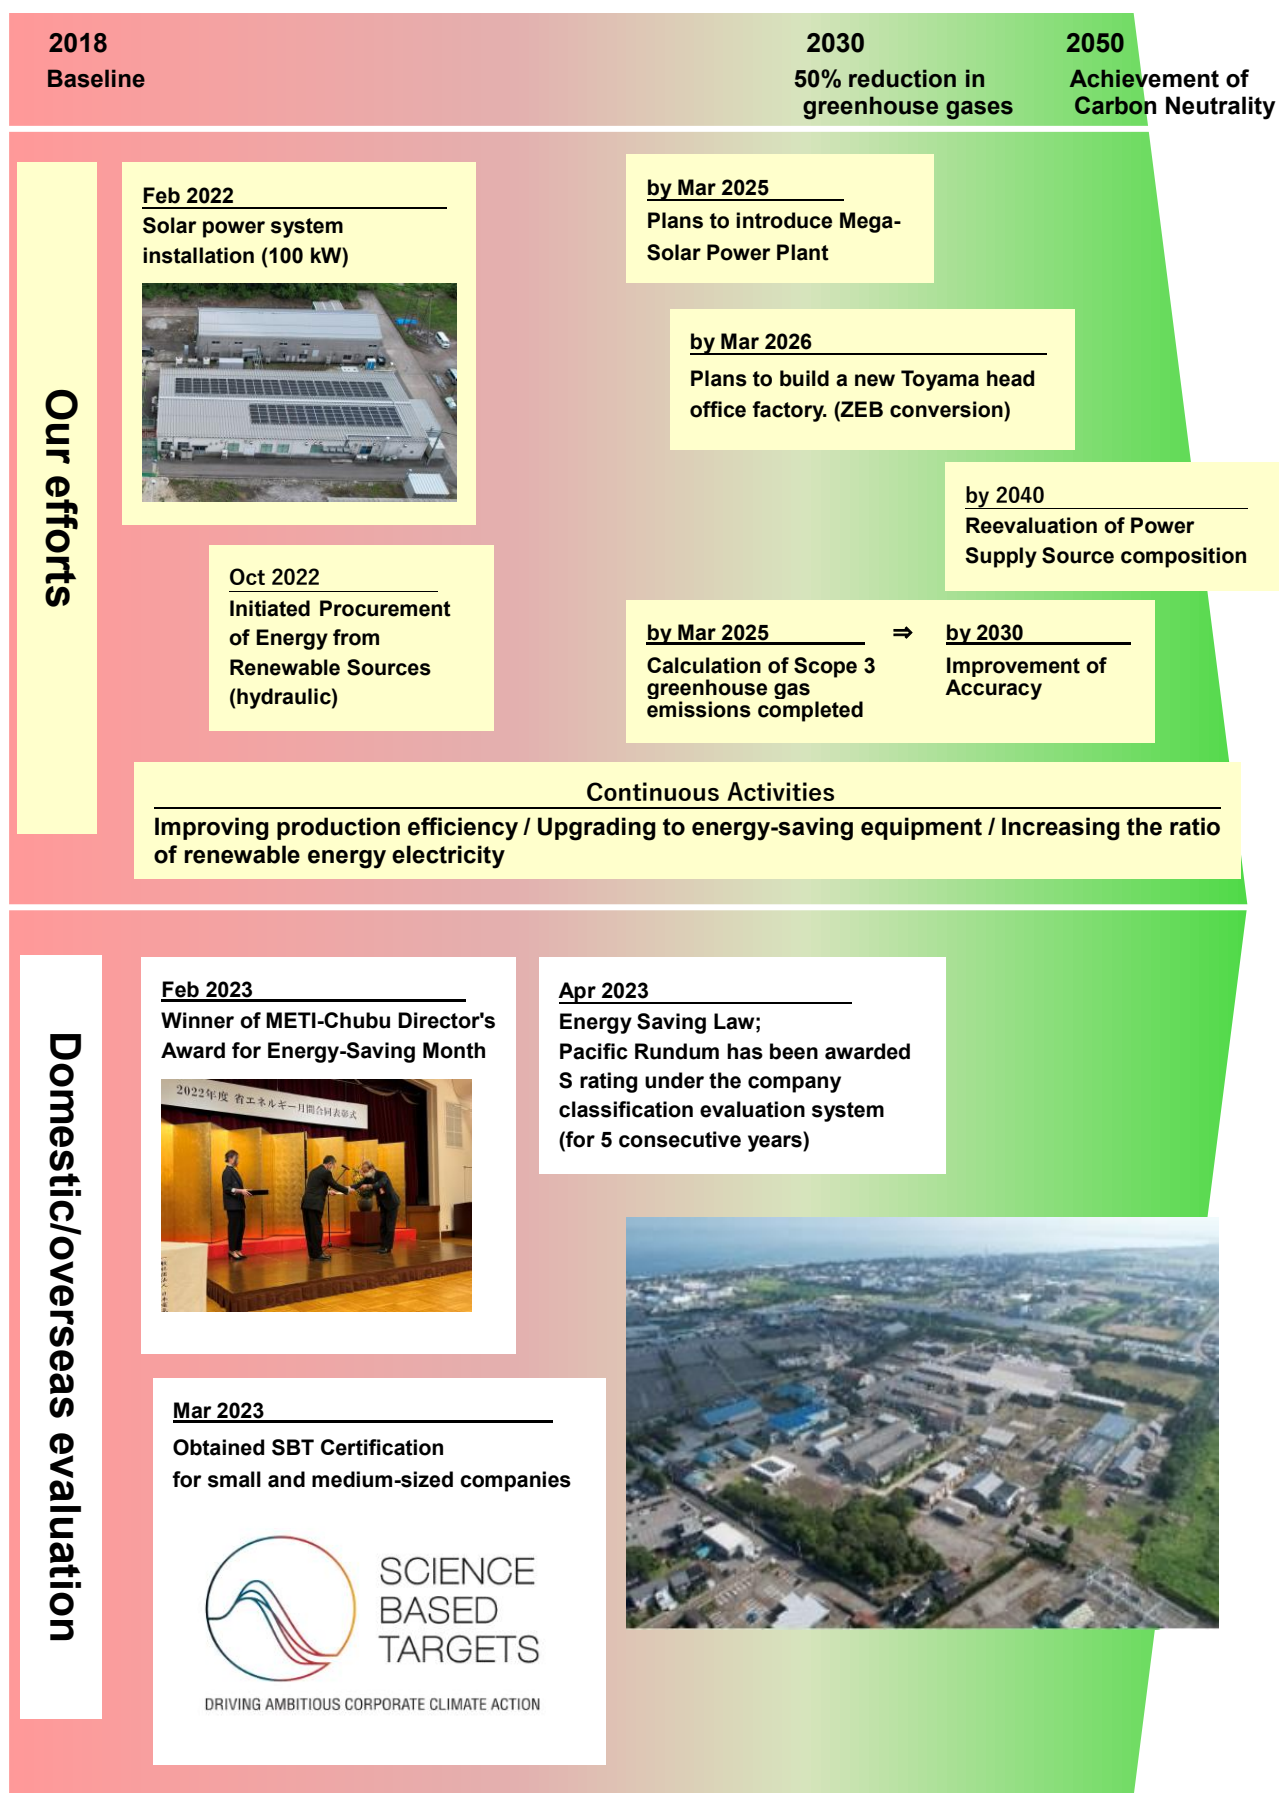 2018
Baseline
2030
50% reduction in
greenhouse gases
2050
Achievement of
Carbon Neutrality
Our efforts
Feb 2022
Solar power system
installation (100 kW)
by Mar 2025
Plans to introduce Mega-
Solar Power Plant
by Mar 2026
Plans to build a new Toyama head
office factory. (ZEB conversion)
by 2040
Reevaluation of Power
Supply Source composition
Oct 2022
Initiated Procurement
of Energy from
Renewable Sources
(hydraulic)
by Mar 2025 ⇒ by 2030
Calculation of Scope 3
greenhouse gas
emissions completed
Improvement of
Accuracy
Continuous Activities
Improving production efficiency / Upgrading to energy-saving equipment / Increasing the ratio
of renewable energy electricity
Domestic/overseas evaluation
Feb 2023
Winner of METI-Chubu Director's
Award for Energy-Saving Month
2022年度 省エネルギー月間合同表彰式
Apr 2023
Energy Saving Law;
Pacific Rundum has been awarded
S rating under the company
classification evaluation system
(for 5 consecutive years)
Mar 2023
Obtained SBT Certification
for small and medium-sized companies
SCIENCE
BASED
TARGETS
DRIVING AMBITIOUS CORPORATE CLIMATE ACTION